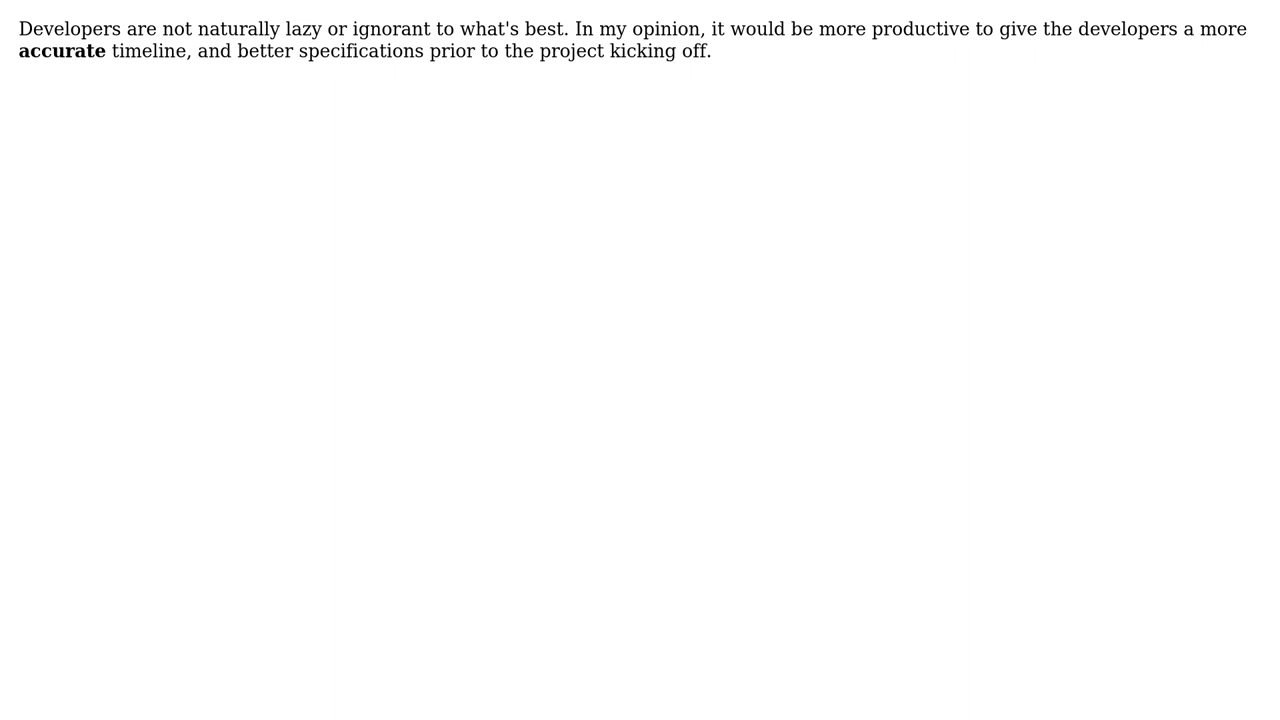 Developers are not naturally lazy or ignorant to what's best. In my opinion, it would be more productive to give the developers a more
accurate timeline, and better specifications prior to the project kicking off.